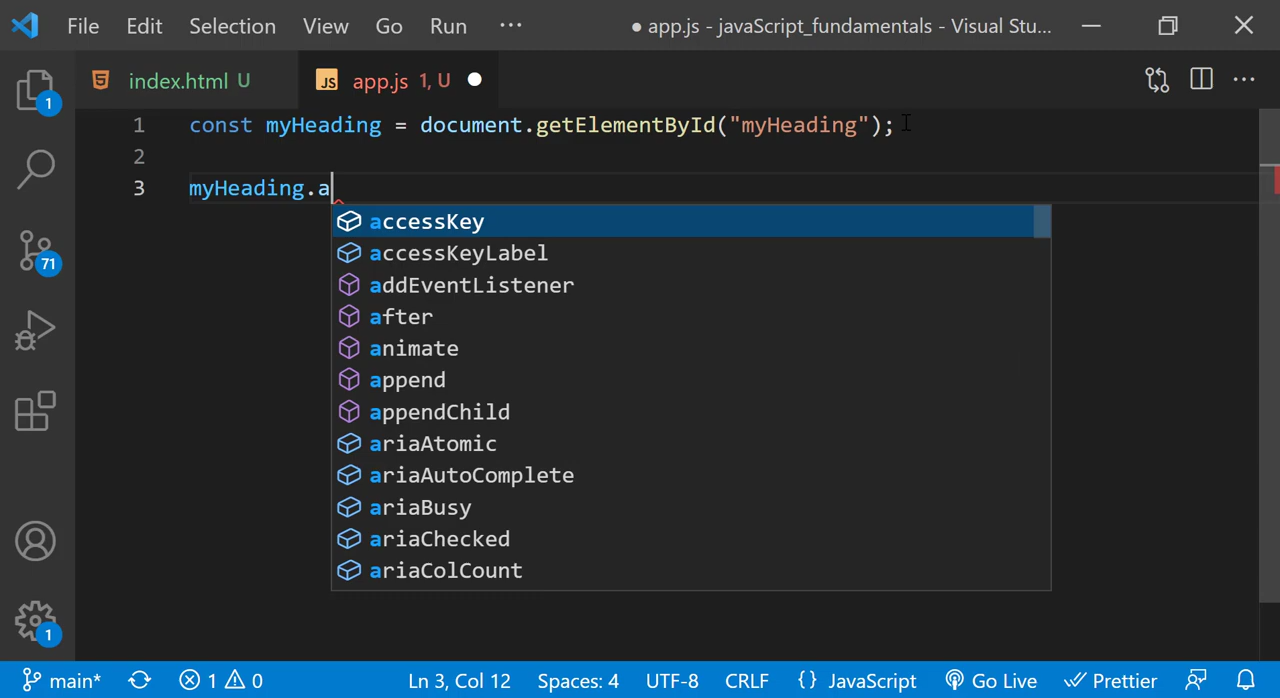 File Edit Selection View Go Run ··· ● app.js - javaScript_fundamentals - Visual Stu...
index.html U JS app.js 1, U ●
1 const myHeading = document.getElementById("myHeading");
2
3 myHeading.a
accessKey
accessKeyLabel
addEventListener
after
animate
append
appendChild
ariaAtomic
ariaAutoComplete
ariaBusy
ariaChecked
ariaColCount
1
71
1
main* 1 0 Ln 3, Col 12 Spaces: 4 UTF-8 CRLF {} JavaScript Go Live Prettier